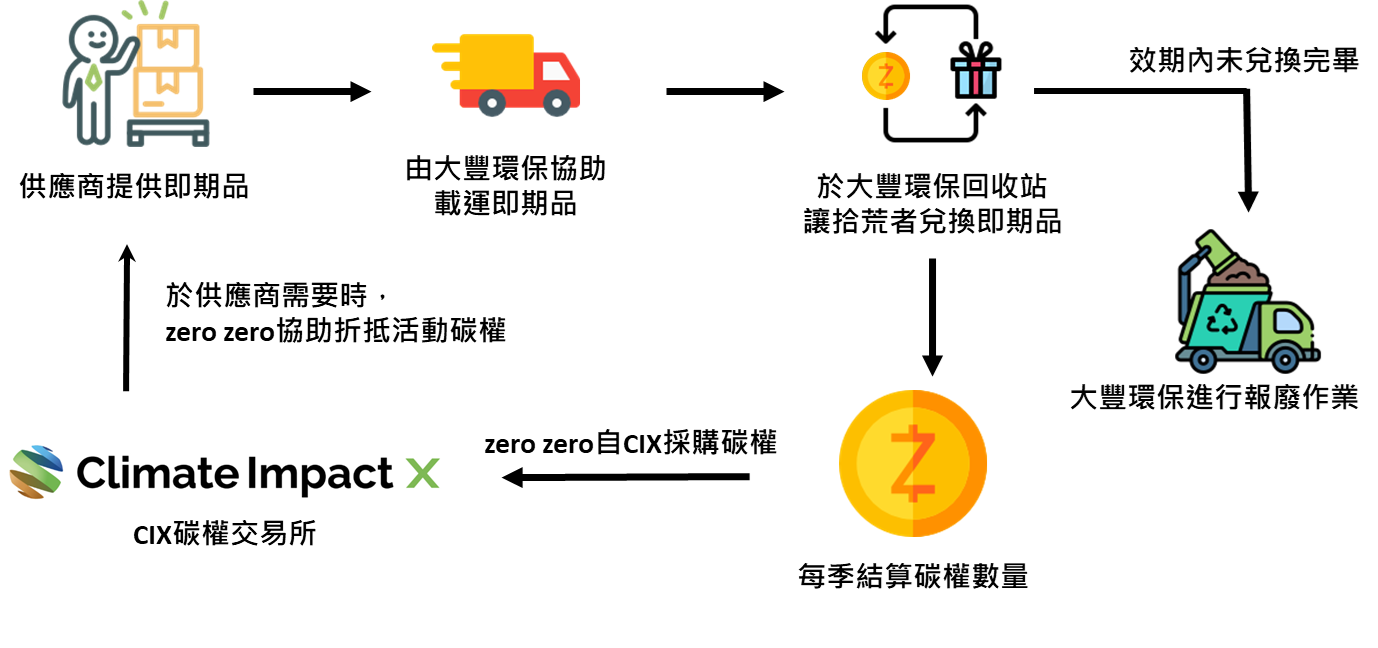 效期內未兌換完畢
供應商提供即期品
由大豐環保協助
載運即期品
於大豐環保回收站
讓拾荒者兌換即期品
於供應商需要時，
zero zero協助折抵活動碳權
大豐環保進行報廢作業
zero zero自CIX採購碳權
Climate Impact X
CIX碳權交易所
每季結算碳權數量